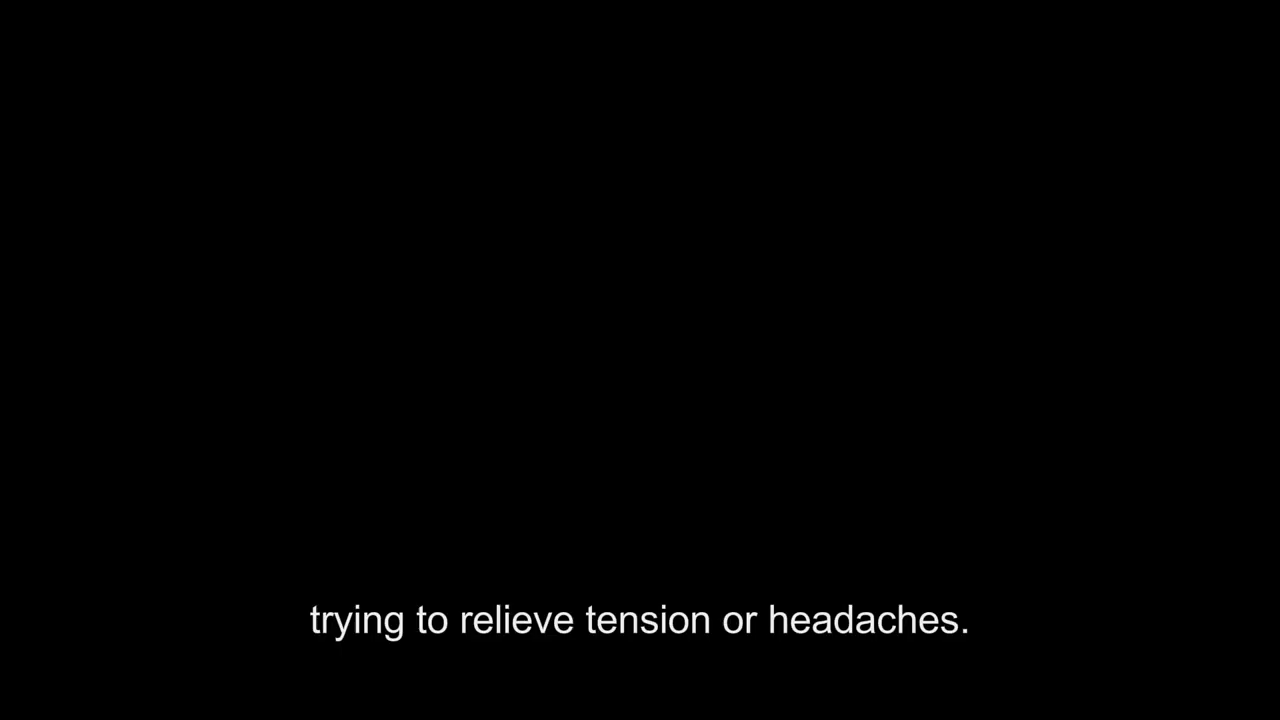 trying to relieve tension or headaches.